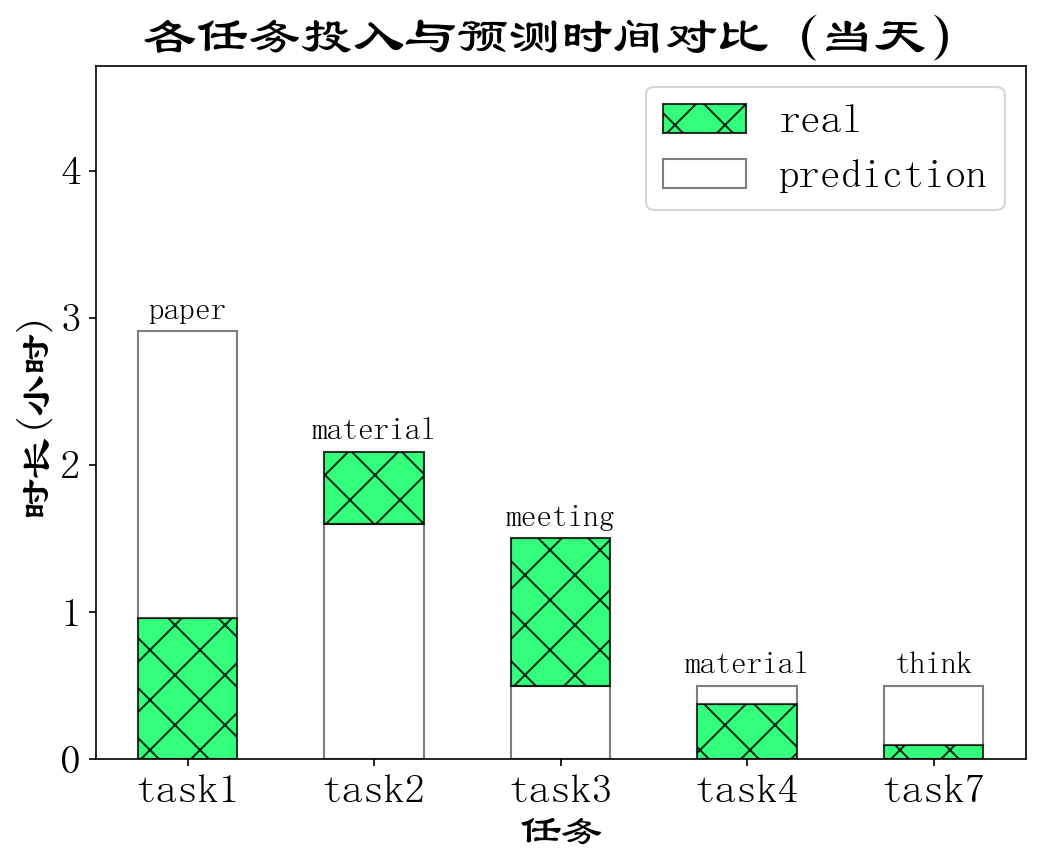 各任务投入与预测时间对比 (当天)
real
prediction
时长(小时)
4
3
2
1
0
paper
material
meeting
material
think
task1 task2 task3 task4 task7
任务